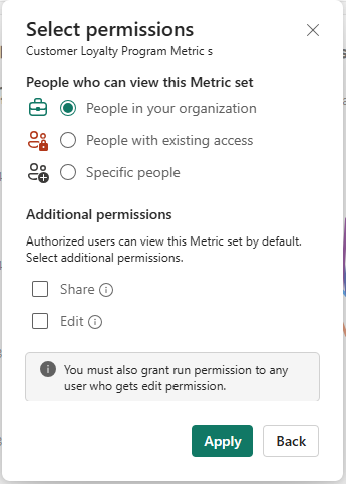 Select permissions
Customer Loyalty Program Metric s
People who can view this Metric set
People in your organization
People with existing access
Specific people
Additional permissions
Authorized users can view this Metric set by default.
Select additional permissions.
Share
Edit
You must also grant run permission to any
user who gets edit permission.
Apply
Back